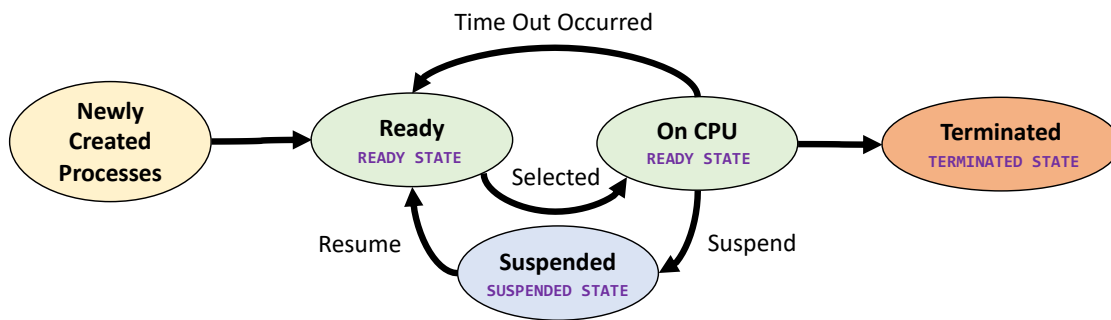 Time Out Occurred
Newly
Created
Processes
Ready
READY STATE
On CPU
READY STATE
Terminated
TERMINATED STATE
Selected
Resume
Suspend
Suspended
SUSPENDED STATE